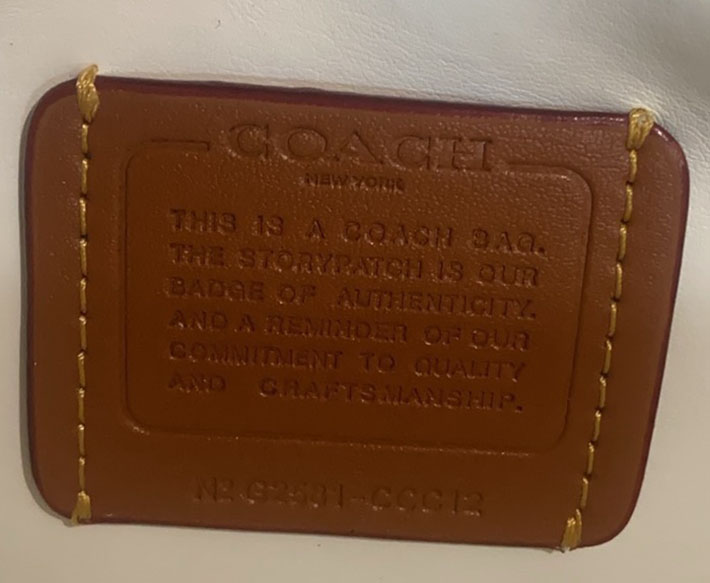 COACH
NEW YORK
THIS IS A COACH BAG.
THE STORYPATCH IS OUR
BADGE OF AUTHENTICITY.
AND A REMINDER OF OUR
COMMITMENT TO QUALITY
AND CRAFTSMANSHIP.